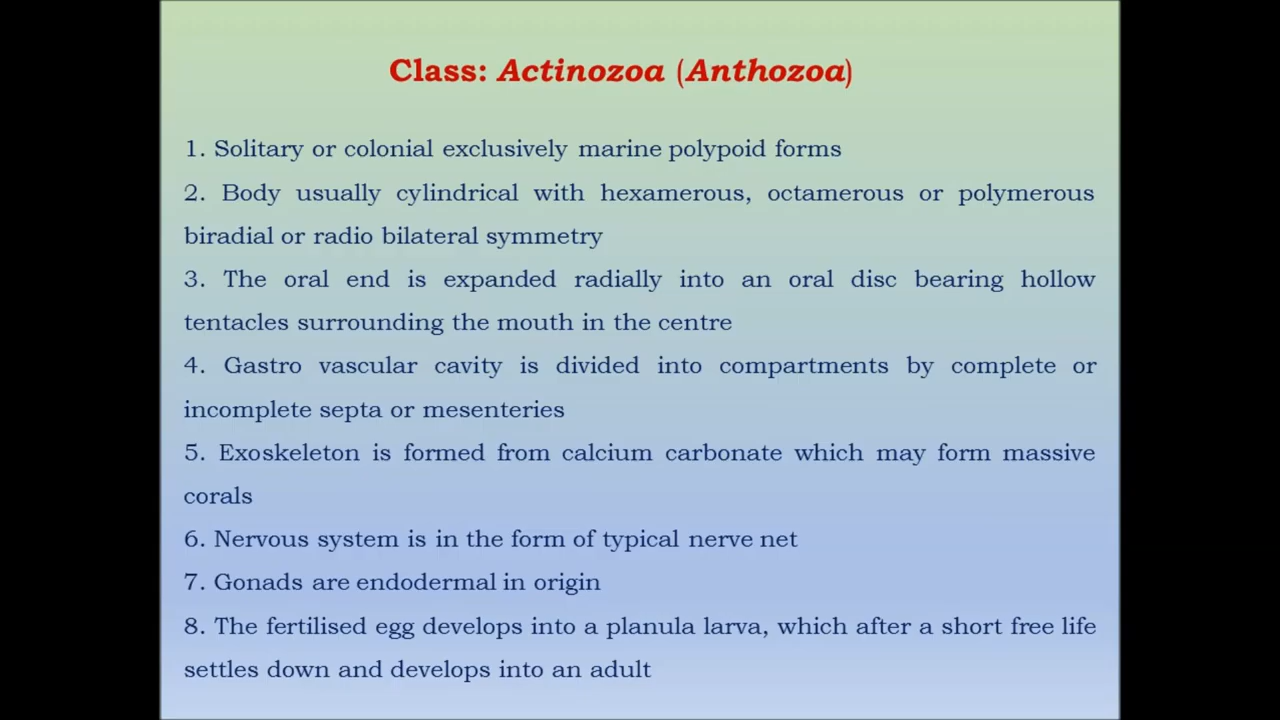 Class: Actinozoa (Anthozoa)
1. Solitary or colonial exclusively marine polypoid forms
2. Body usually cylindrical with hexamerous, octamerous or polymerous
biradial or radio bilateral symmetry
3. The oral end is expanded radially into an oral disc bearing hollow
tentacles surrounding the mouth in the centre
4. Gastro vascular cavity is divided into compartments by complete or
incomplete septa or mesenteries
5. Exoskeleton is formed from calcium carbonate which may form massive
corals
6. Nervous system is in the form of typical nerve net
7. Gonads are endodermal in origin
8. The fertilised egg develops into a planula larva, which after a short free life
settles down and develops into an adult